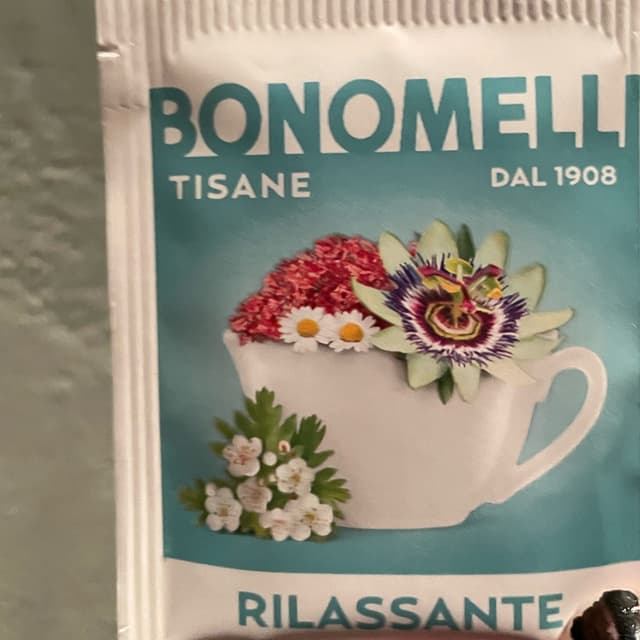 BONOMELLI
TISANE
DAL 1908
RILASSANTE